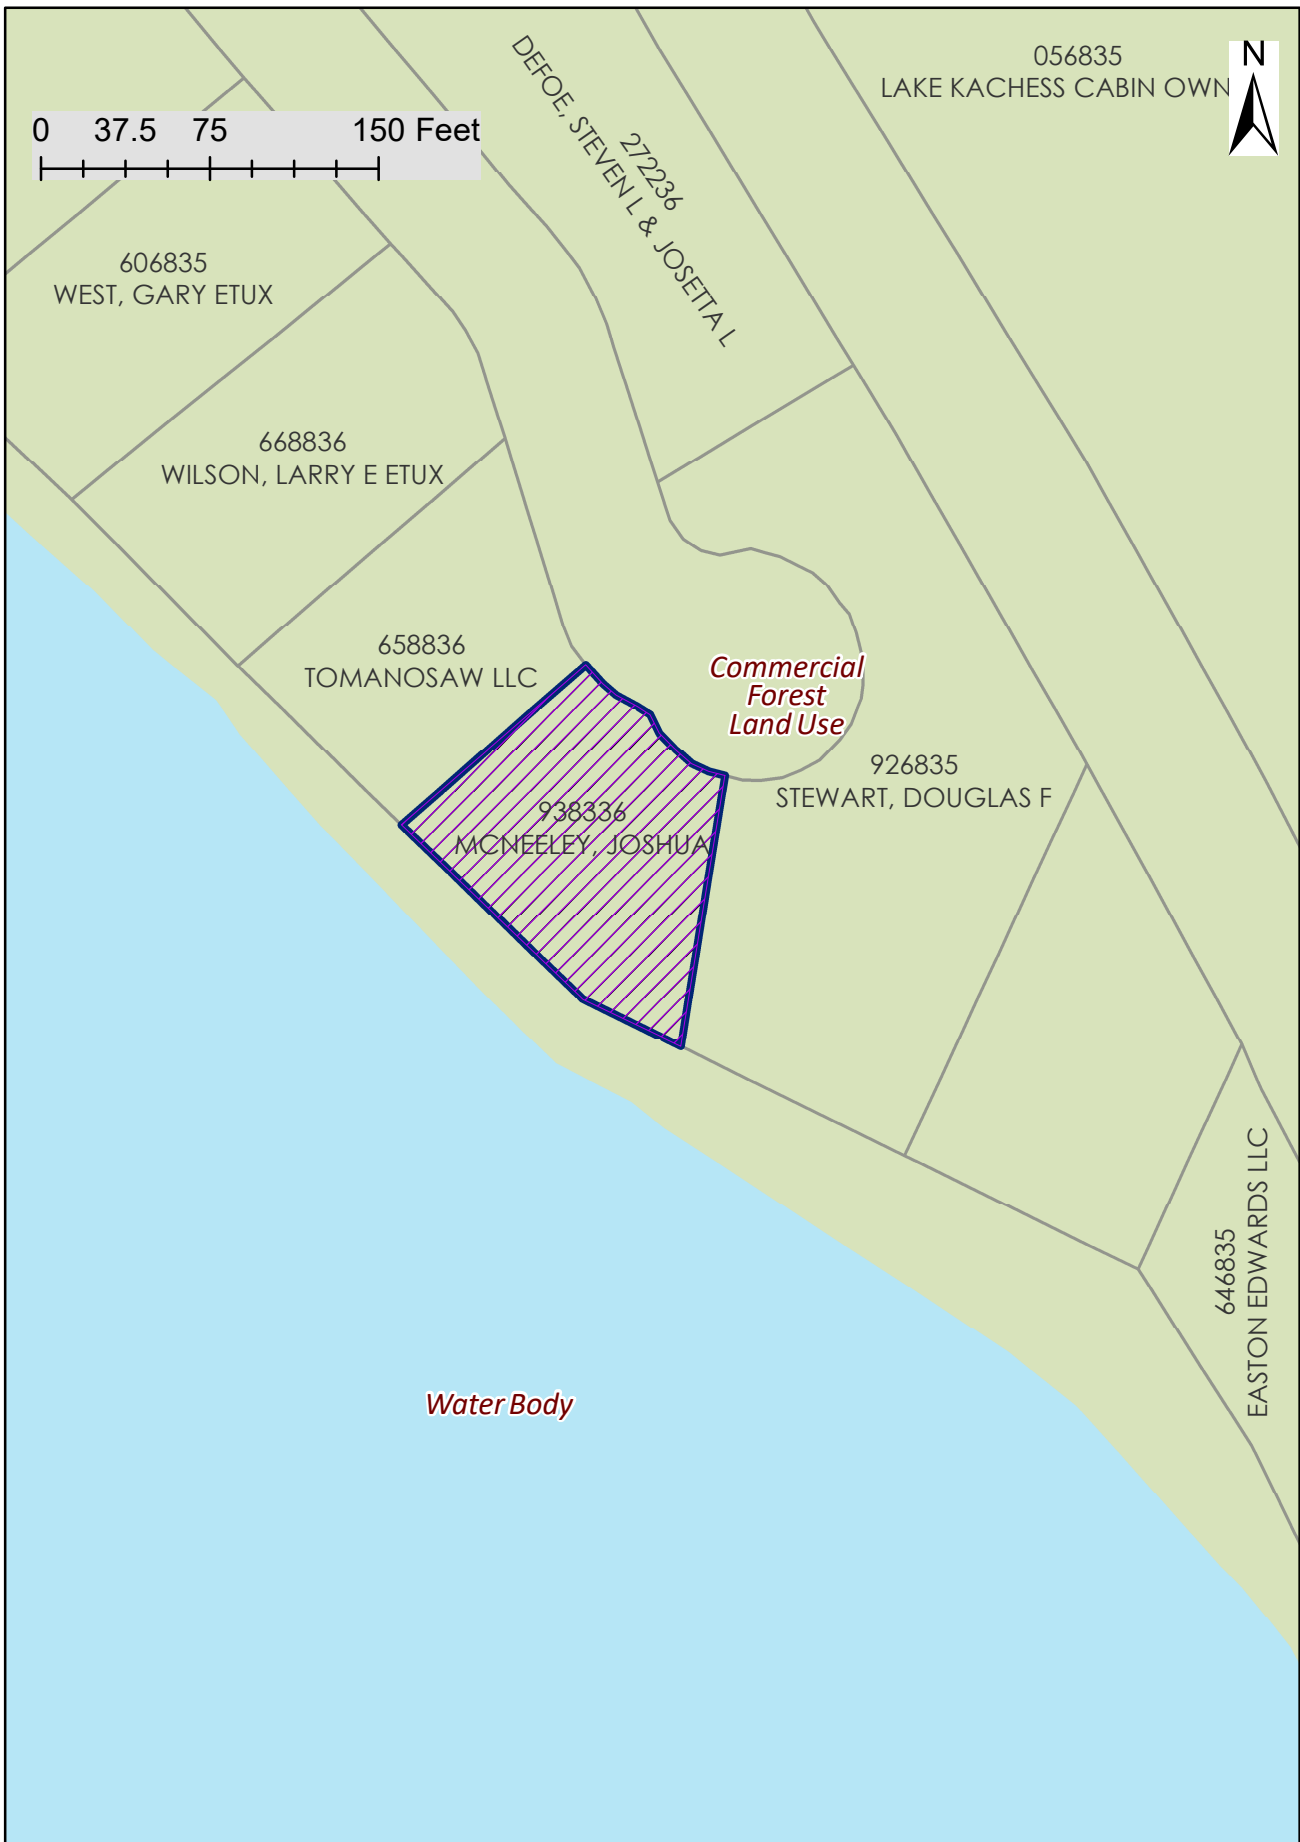 056835
LAKE KACHESS CABIN OWN
N
0 37.5 75 150 Feet
272236
DEFOE, STEVEN L & JOSETTA L
606835
WEST, GARY ETUX
668836
WILSON, LARRY E ETUX
658836
TOMANOSAW LLC
Commercial
Forest
Land Use
926835
STEWART, DOUGLAS F
938336
MCNEELEY, JOSHUA
646835
EASTON EDWARDS LLC
Water Body